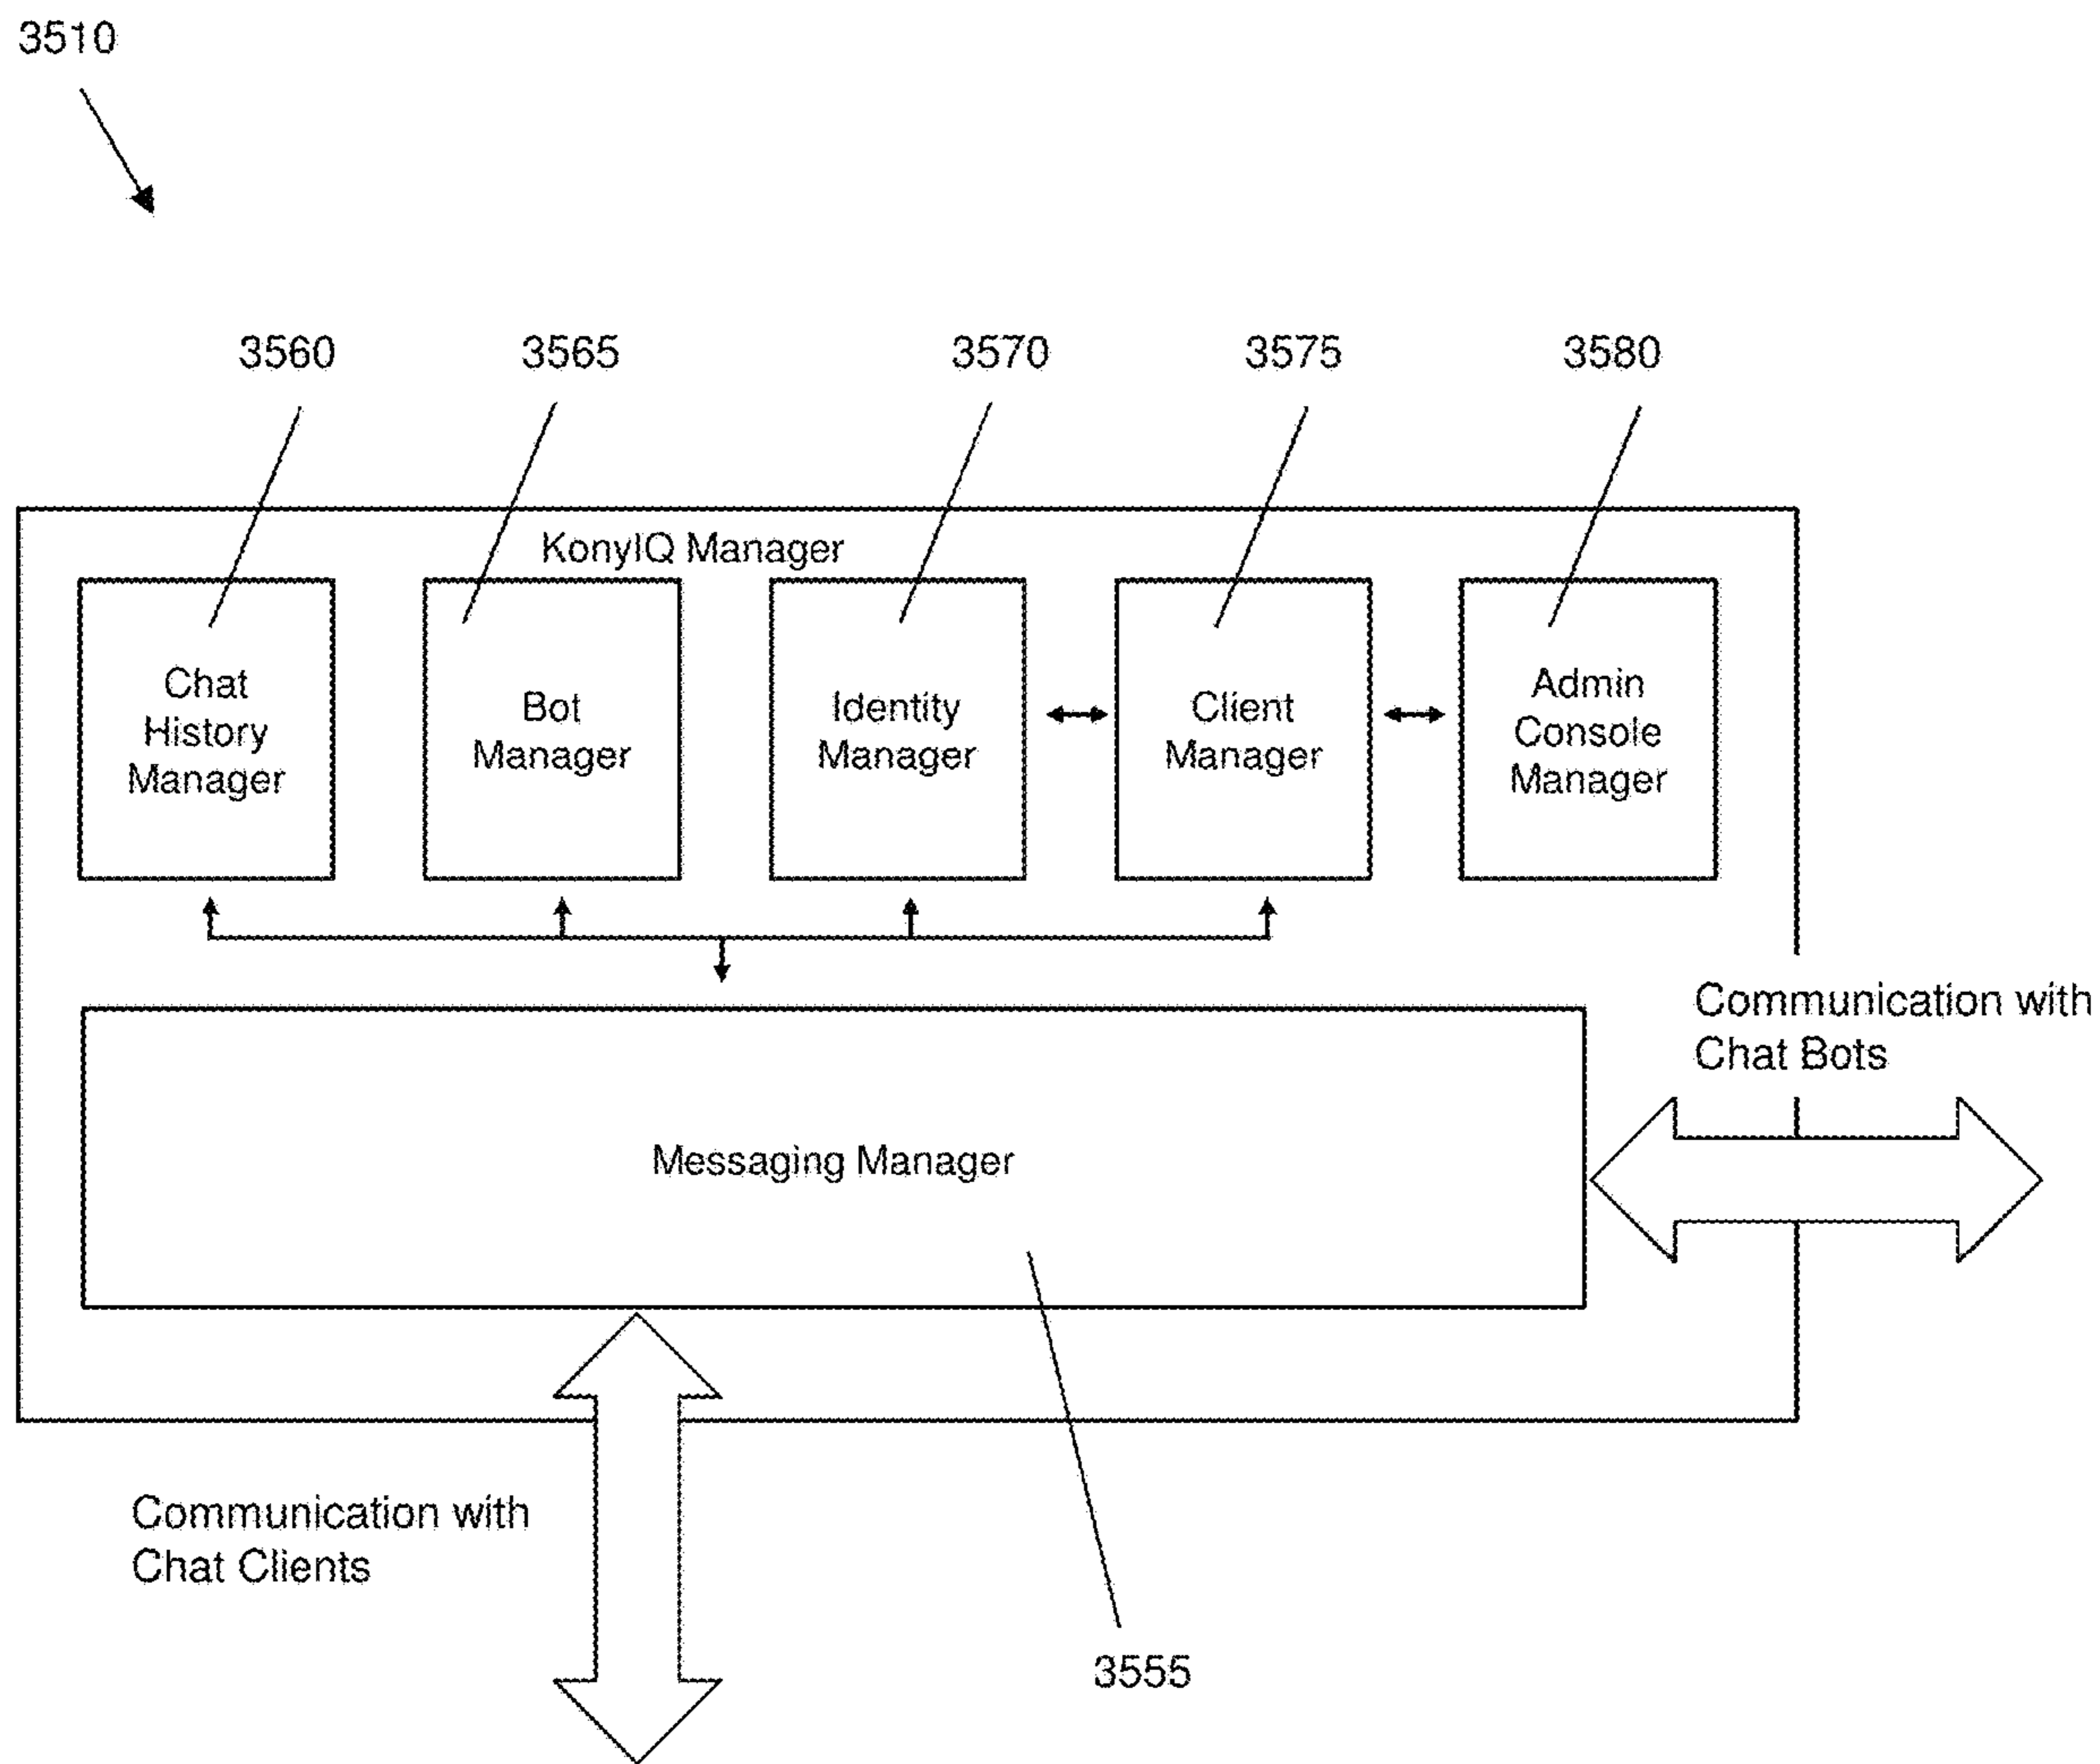 3510
3560
3565
3570
3575
3580
KonyIQ Manager
Chat
History
Manager
Bot
Manager
Identity
Manager
Client
Manager
Admin
Console
Manager
Communication with
Chat Bots
Messaging Manager
Communication with
Chat Clients
3555